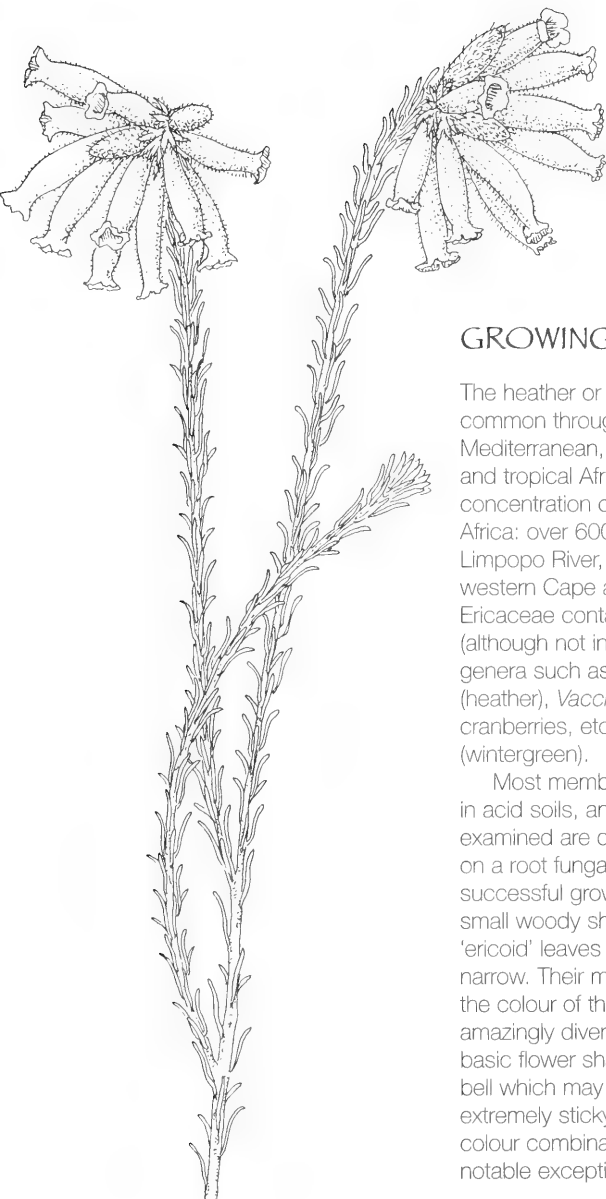 GROWING
The heather or
common throug
Mediterranean,
and tropical Afr
concentration o
Africa: over 600
Limpopo River,
western Cape a
Ericaceae conta
(although not in
genera such as
(heather), Vacci
cranberries, etc
(wintergreen).
Most memb
in acid soils, an
examined are d
on a root funga
successful grow
small woody sh
'ericoid' leaves
narrow. Their m
the colour of th
amazingly diver
basic flower sha
bell which may
extremely sticky
colour combina
notable excepti